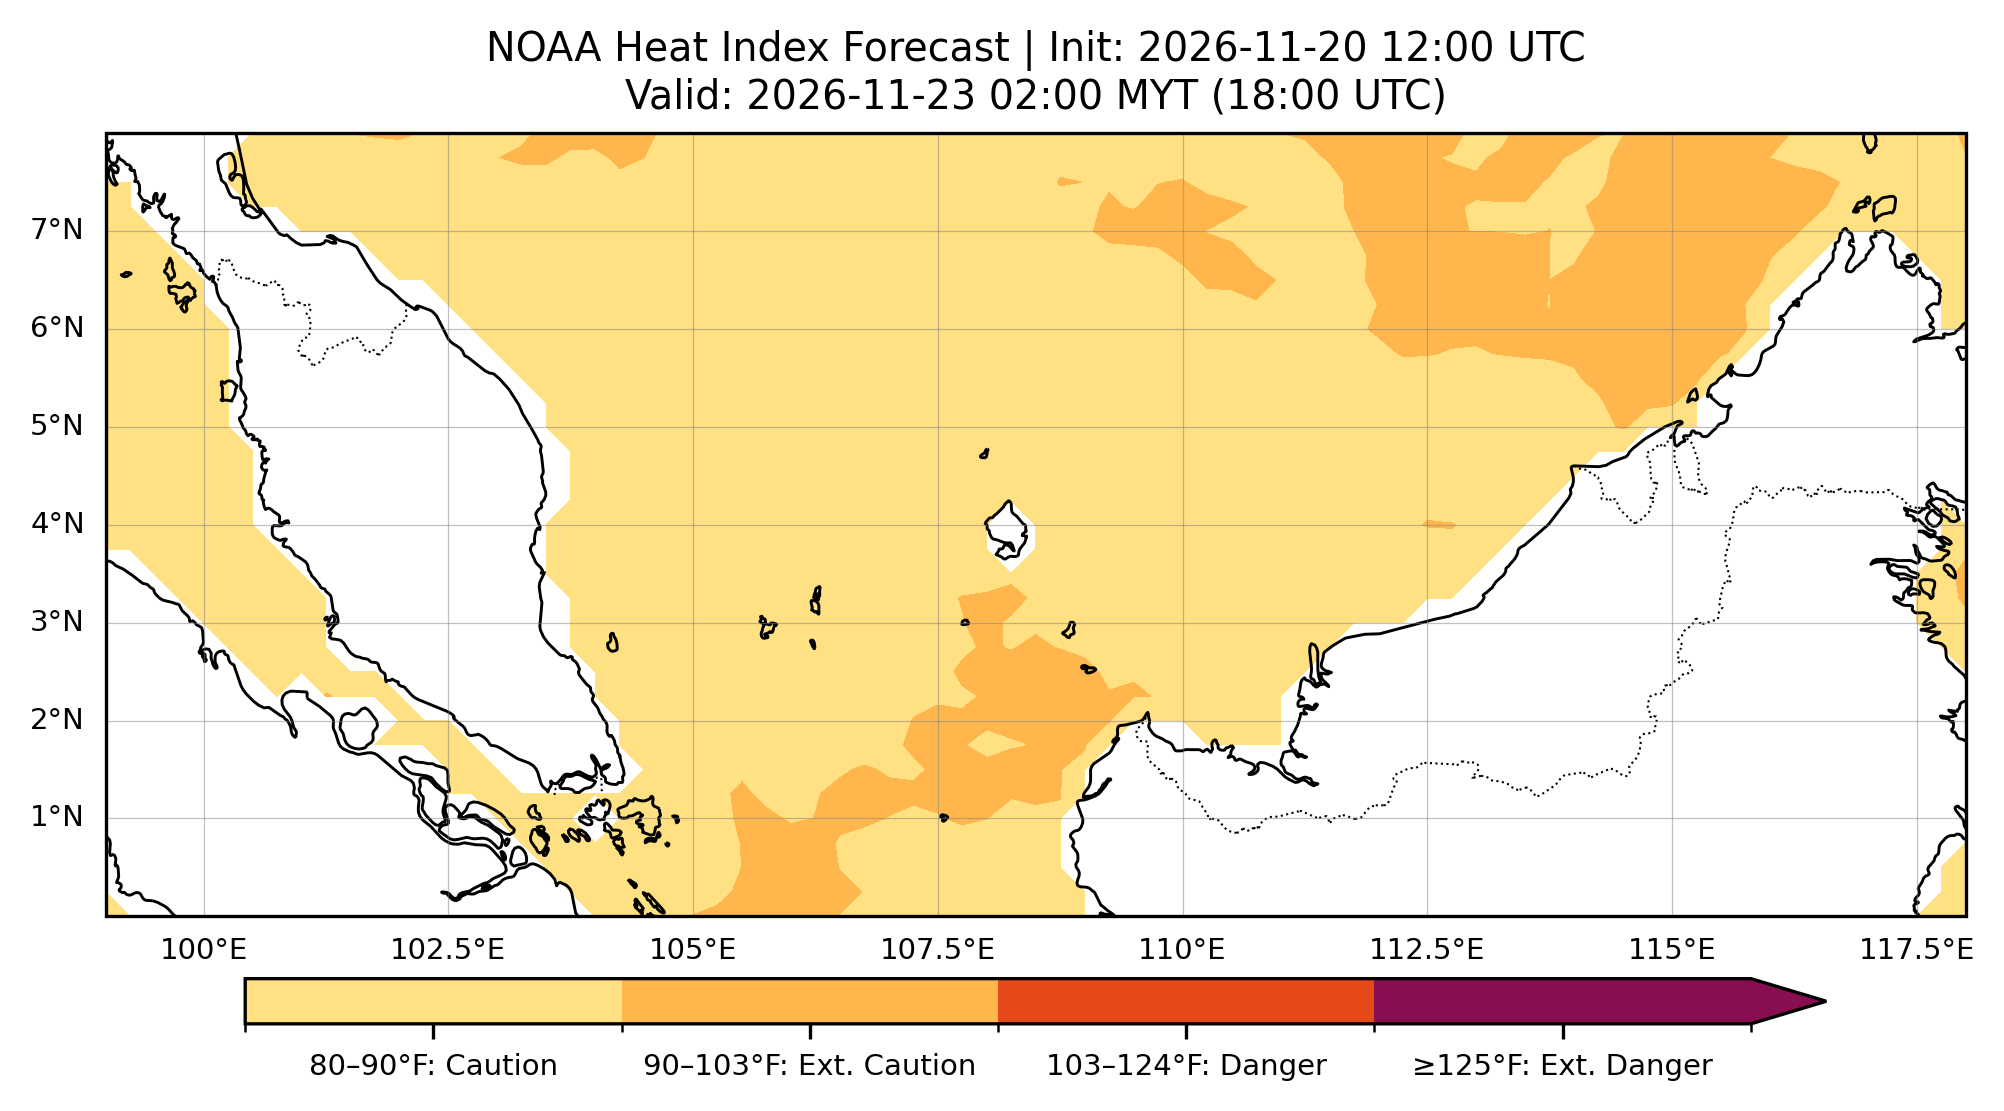 NOAA Heat Index Forecast | Init: 2026-11-20 12:00 UTC
Valid: 2026-11-23 02:00 MYT (18:00 UTC)
7°N
6°N
5°N
4°N
3°N
2°N
1°N
100°E
102.5°E
105°E
107.5°E
110°E
112.5°E
115°E
117.5°E
80–90°F: Caution
90–103°F: Ext. Caution
103–124°F: Danger
≥125°F: Ext. Danger